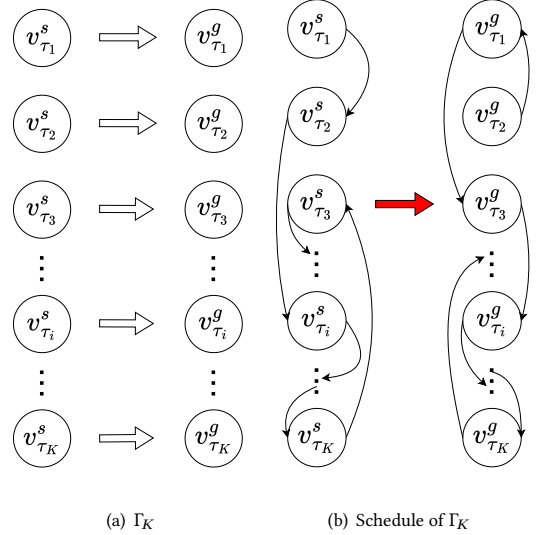 v^s_{τ_1} v^g_{τ_1} v^s_{τ_1} v^g_{τ_1}
v^s_{τ_2} v^g_{τ_2} v^s_{τ_2} v^g_{τ_2}
v^s_{τ_3} v^g_{τ_3} v^s_{τ_3} v^g_{τ_3}
⋮ ⋮ ⋮ ⋮
v^s_{τ_i} v^g_{τ_i} v^s_{τ_i} v^g_{τ_i}
⋮ ⋮ ⋮ ⋮
v^s_{τ_K} v^g_{τ_K} v^s_{τ_K} v^g_{τ_K}
(a) Γ_K (b) Schedule of Γ_K